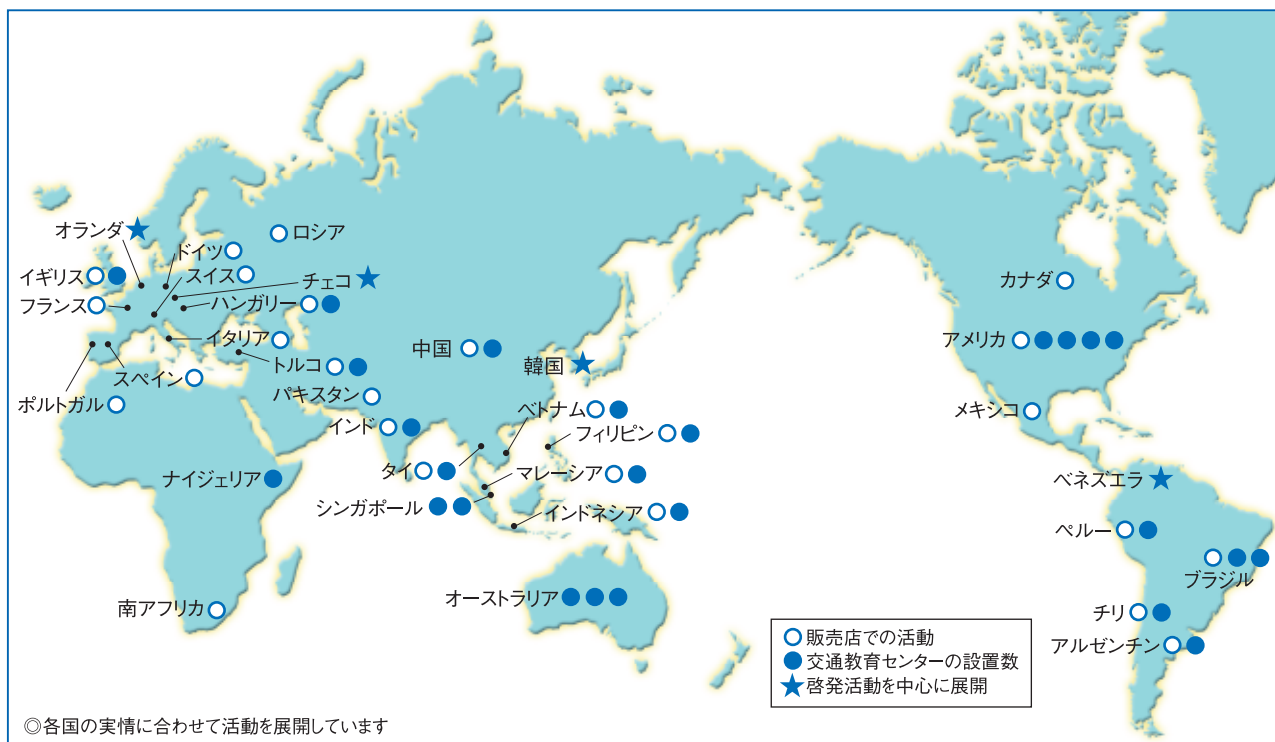 オランダ
ロシア
ドイツ
イギリス
スイス
チェコ
フランス
ハンガリー
イタリア
中国
トルコ
韓国
スペイン
パキスタン
ポルトガル
ベトナム
インド
フィリピン
タイ
マレーシア
ナイジェリア
シンガポール
インドネシア
オーストラリア
南アフリカ
カナダ
アメリカ
メキシコ
ベネズエラ
ペルー
ブラジル
チリ
アルゼンチン
販売店での活動
交通教育センターの設置数
啓発活動を中心に展開
◎各国の実情に合わせて活動を展開しています